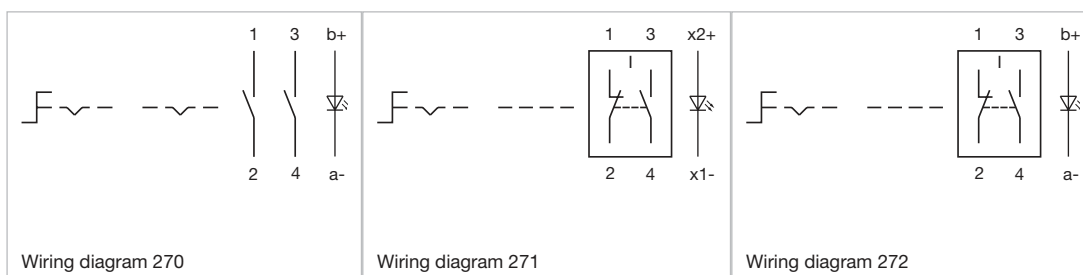 1 3 b+
2 4 a-
Wiring diagram 270
1 3 x2+
I
2 4 x1-
Wiring diagram 271
1 3 b+
I
2 4 a-
Wiring diagram 272